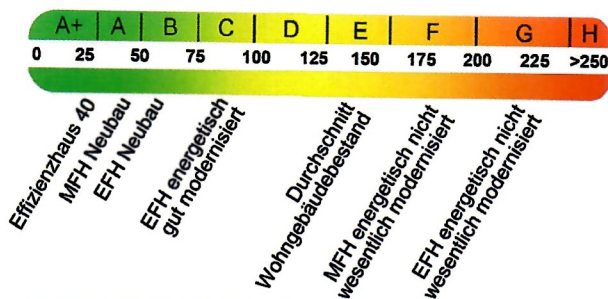 A+ A B C D E F G H
0 25 50 75 100 125 150 175 200 225 >250
Effizienzhaus 40
MFH Neubau
EFH Neubau
EFH energetisch
gut modernisiert
Durchschnitt
Wohngebäudebestand
MFH energetisch nicht
wesentlich modernisiert
EFH energetisch nicht
wesentlich modernisiert